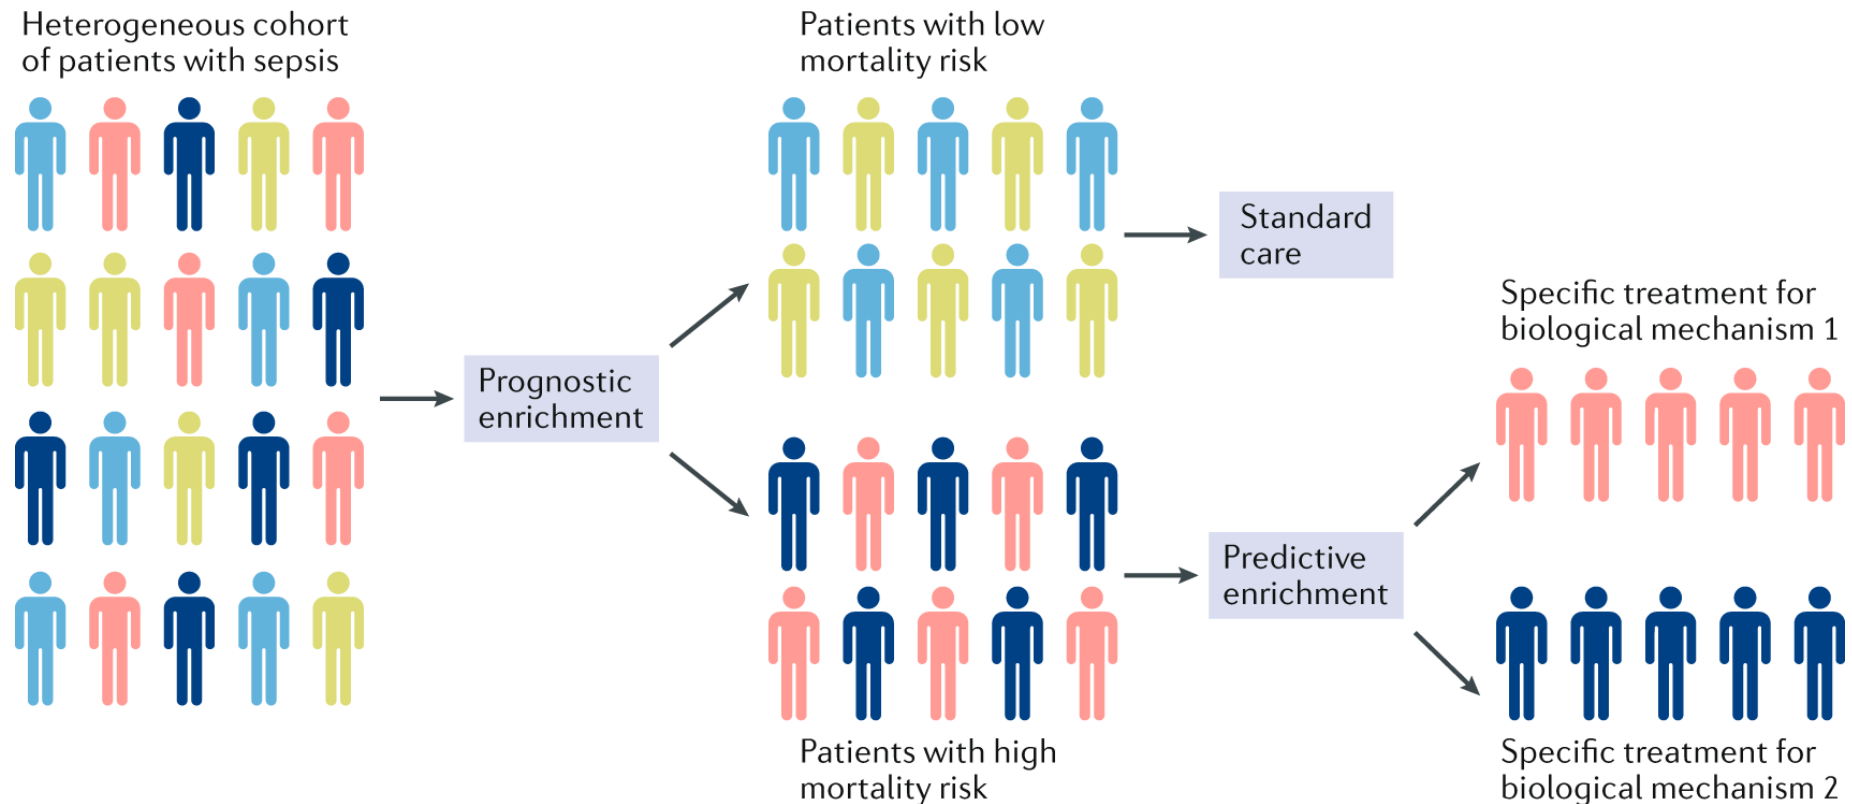 Heterogeneous cohort
of patients with sepsis
Prognostic
enrichment
Patients with low
mortality risk
Standard
care
Patients with high
mortality risk
Predictive
enrichment
Specific treatment for
biological mechanism 1
Specific treatment for
biological mechanism 2